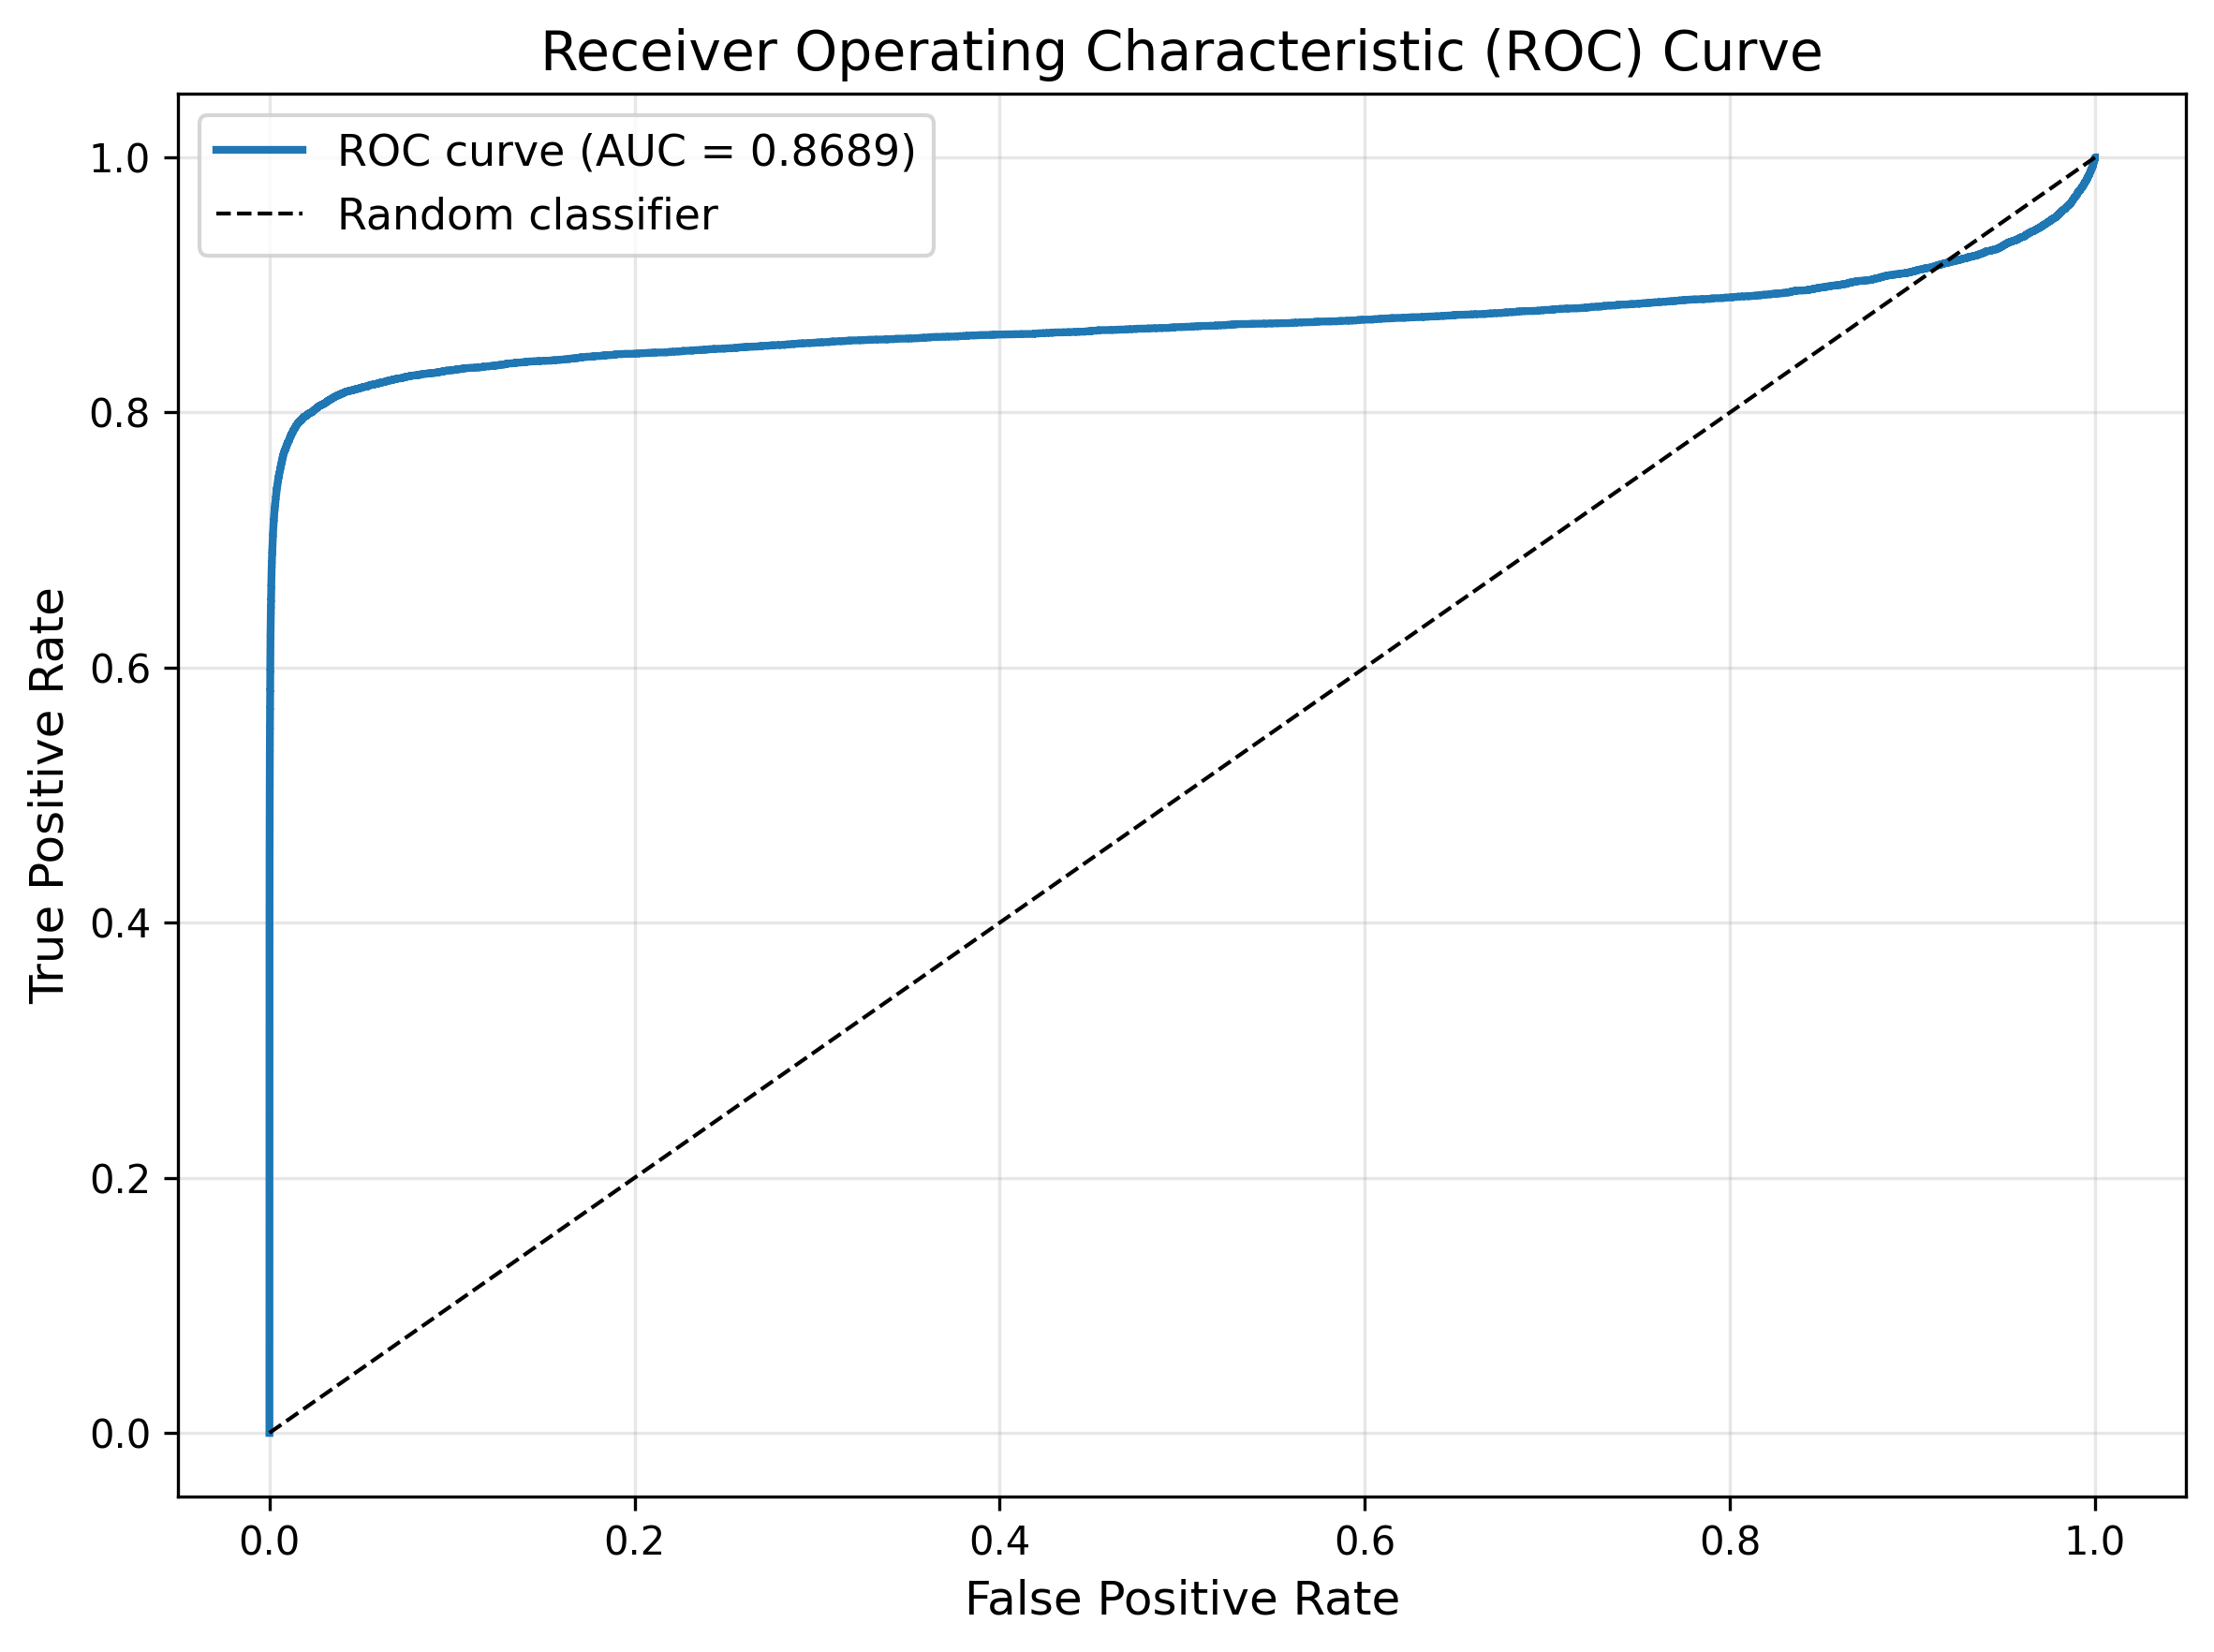 Receiver Operating Characteristic (ROC) Curve
ROC curve (AUC = 0.8689)
Random classifier
True Positive Rate
1.0
0.8
0.6
0.4
0.2
0.0
0.0 0.2 0.4 0.6 0.8 1.0
False Positive Rate